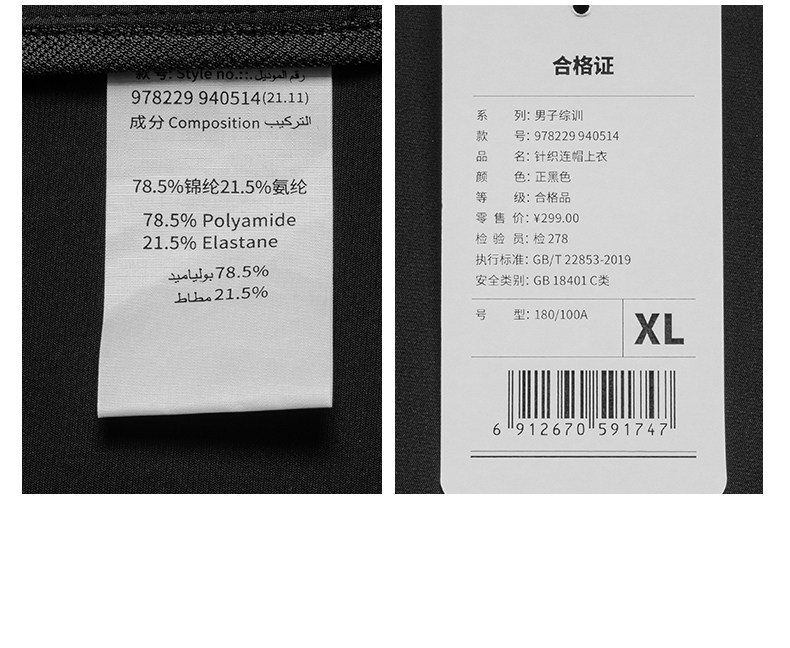 款 号: Style no.::.رقم الموديل
978229 940514(21.11)
成分 Composition التركيب
78.5%锦纶21.5%氨纶
78.5% Polyamide
21.5% Elastane
78.5% بولياميد
21.5% مطاط
合格证
系 列: 男子综训
款 号: 978229 940514
品 名: 针织连帽上衣
颜 色: 正黑色
等 级: 合格品
零 售 价: ¥299.00
检 验 员: 检 278
执行标准: GB/T 22853-2019
安全类别: GB 18401 C类
号 型: 180/100A
XL
6 912670 591747